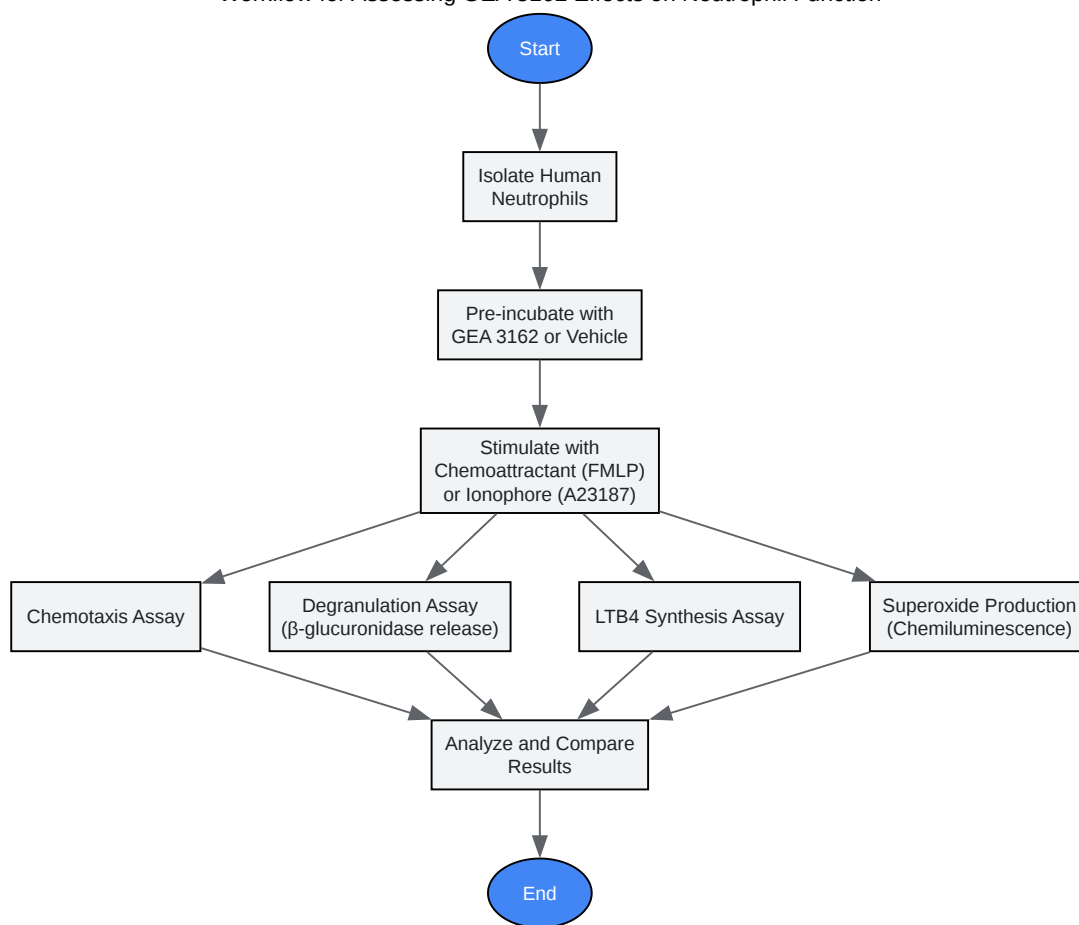 Workflow for Assessing GEA 3162 Effects on Neutrophil Function
Start
Isolate Human
Neutrophils
Pre-incubate with
GEA 3162 or Vehicle
Stimulate with
Chemoattractant (FMLP)
or Ionophore (A23187)
Chemotaxis Assay
Degranulation Assay
(β-glucuronidase release)
LTB4 Synthesis Assay
Superoxide Production
(Chemiluminescence)
Analyze and Compare
Results
End